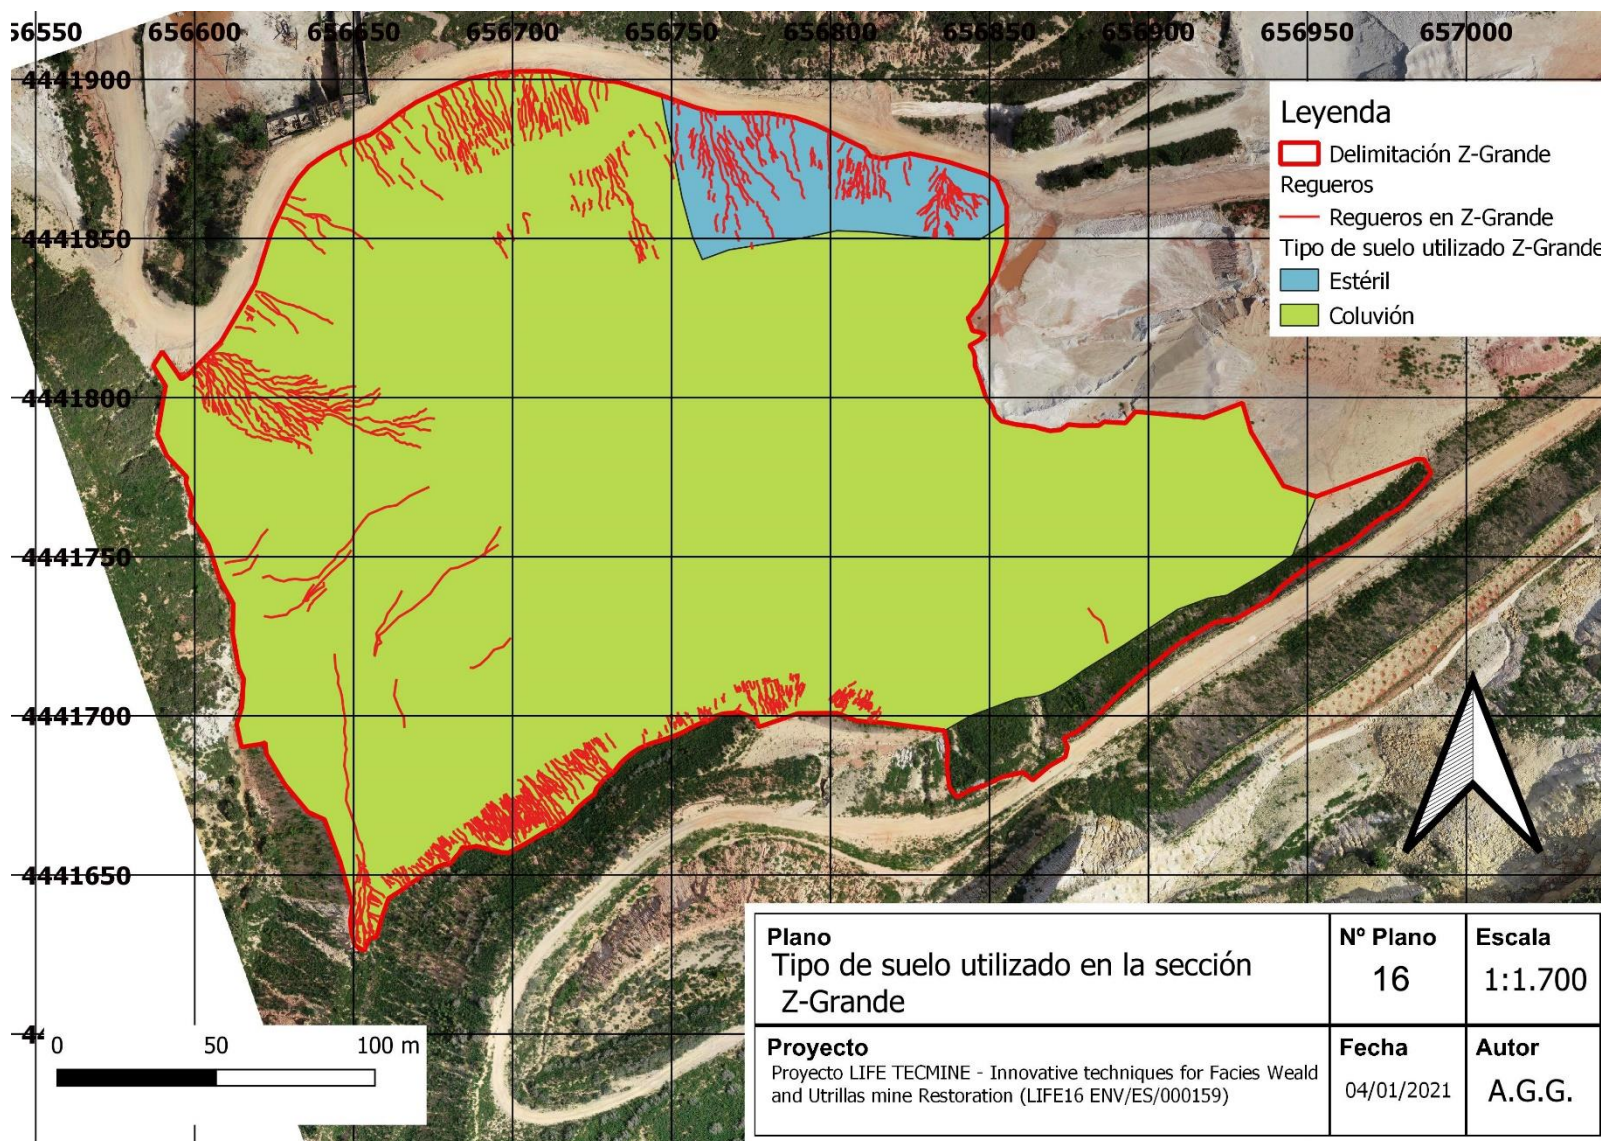 56550 656600 656650 656700 656750 656800 656850 656900 656950 657000
4441900
4441850
4441800
4441750
4441700
4441650
Leyenda
Delimitación Z-Grande
Regueros
Regueros en Z-Grande
Tipo de suelo utilizado Z-Grande
Estéril
Coluvión
0 50 100 m
Plano
Tipo de suelo utilizado en la sección
Z-Grande
Nº Plano
16
Escala
1:1.700
Proyecto
Proyecto LIFE TECMINE - Innovative techniques for Facies Weald
and Utrillas mine Restoration (LIFE16 ENV/ES/000159)
Fecha
04/01/2021
Autor
A.G.G.